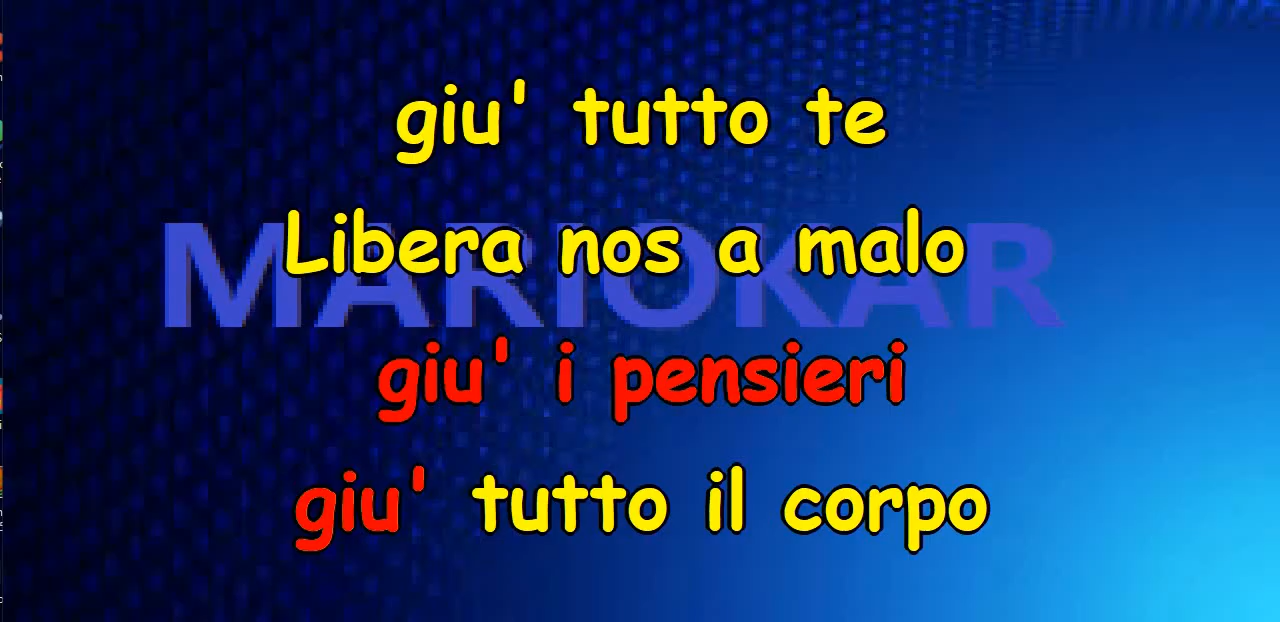 giu' tutto te
Libera nos a malo
MARIOKAR
giu' i pensieri
giu' tutto il corpo